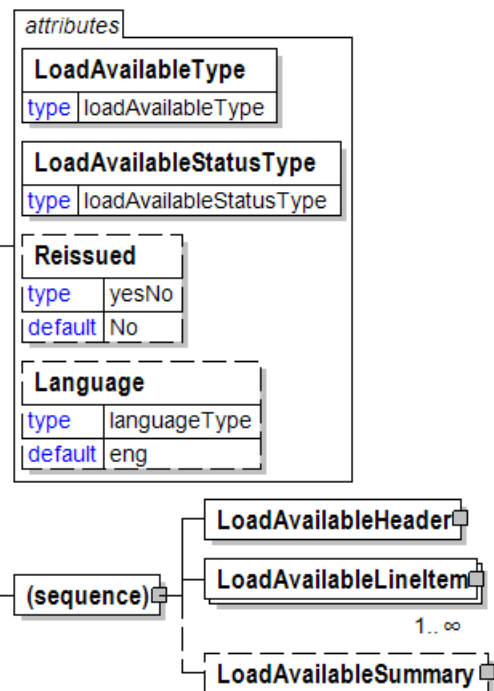 attributes
LoadAvailableType
type loadAvailableType
LoadAvailableStatusType
type loadAvailableStatusType
Reissued
type yesNo
default No
Language
type languageType
default eng
LoadAvailableHeader
(sequence) LoadAvailableLineItem
1.. ∞
LoadAvailableSummary